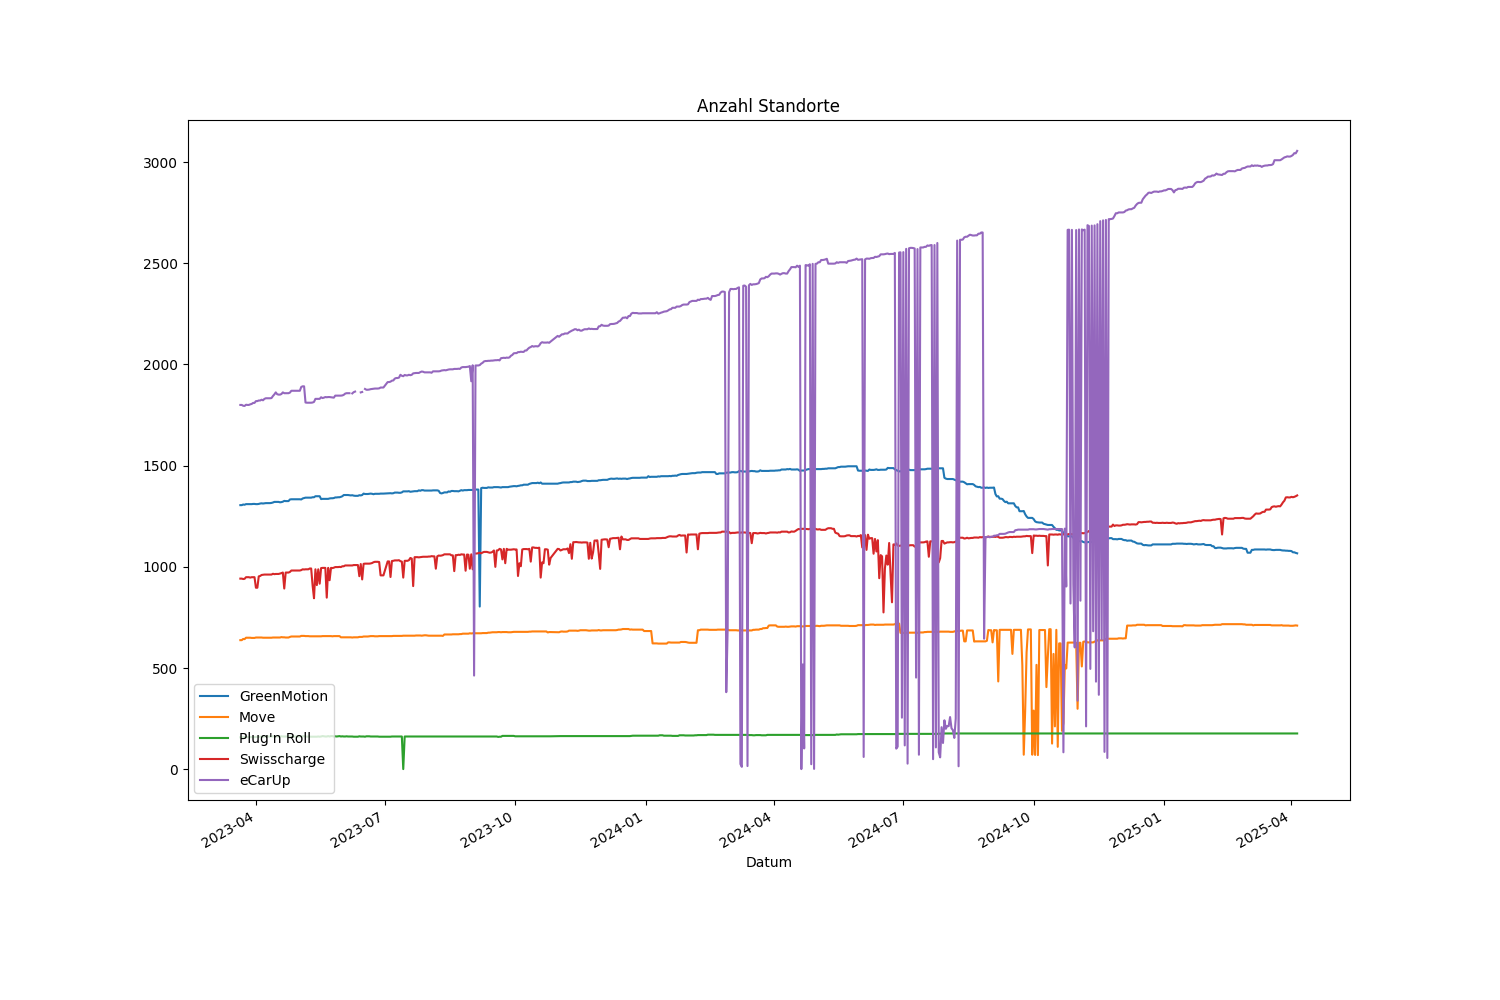 Anzahl Standorte
3000
2500
2000
1500
1000
500
0
GreenMotion
Move
Plug'n Roll
Swisscharge
eCarUp
2023-04
2023-07
2023-10
2024-01
2024-04
2024-07
2024-10
2025-01
2025-04
Datum